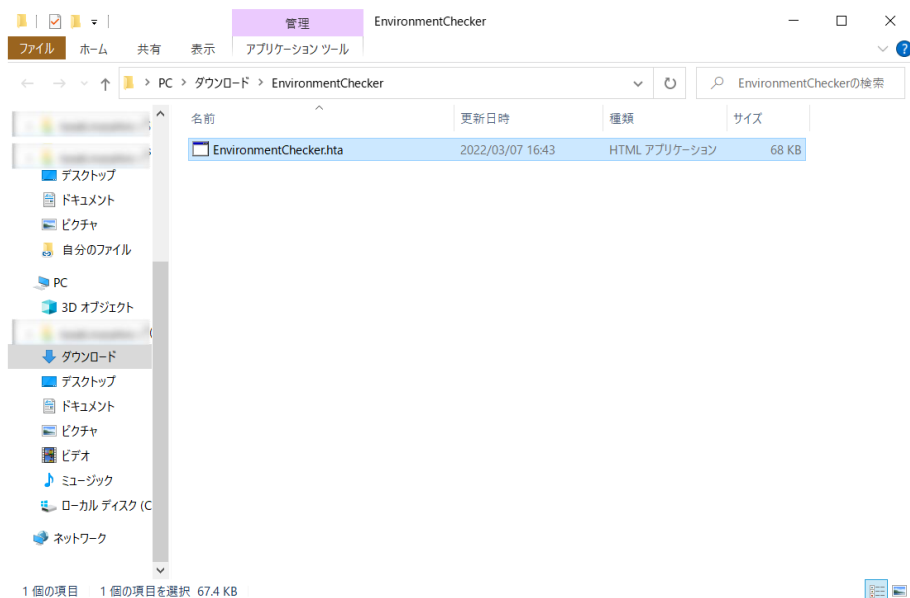 管理
EnvironmentChecker
ファイル ホーム 共有 表示 アプリケーション ツール
PC ダウンロード EnvironmentChecker
EnvironmentCheckerの検索
名前 更新日時 種類 サイズ
EnvironmentChecker.hta 2022/03/07 16:43 HTML アプリケーション 68 KB
デスクトップ
ドキュメント
ピクチャ
自分のファイル
PC
3D オブジェクト
ダウンロード
デスクトップ
ドキュメント
ピクチャ
ビデオ
ミュージック
ローカル ディスク (C
ネットワーク
1 個の項目 1 個の項目を選択 67.4 KB